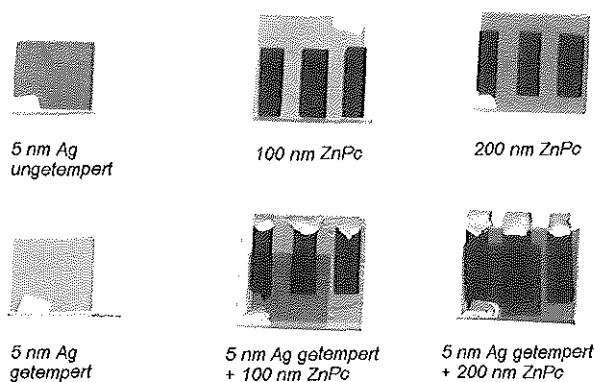 5 nm Ag
ungetempert
100 nm ZnPc
200 nm ZnPc
5 nm Ag
getempert
5 nm Ag getempert
+ 100 nm ZnPc
5 nm Ag getempert
+ 200 nm ZnPc